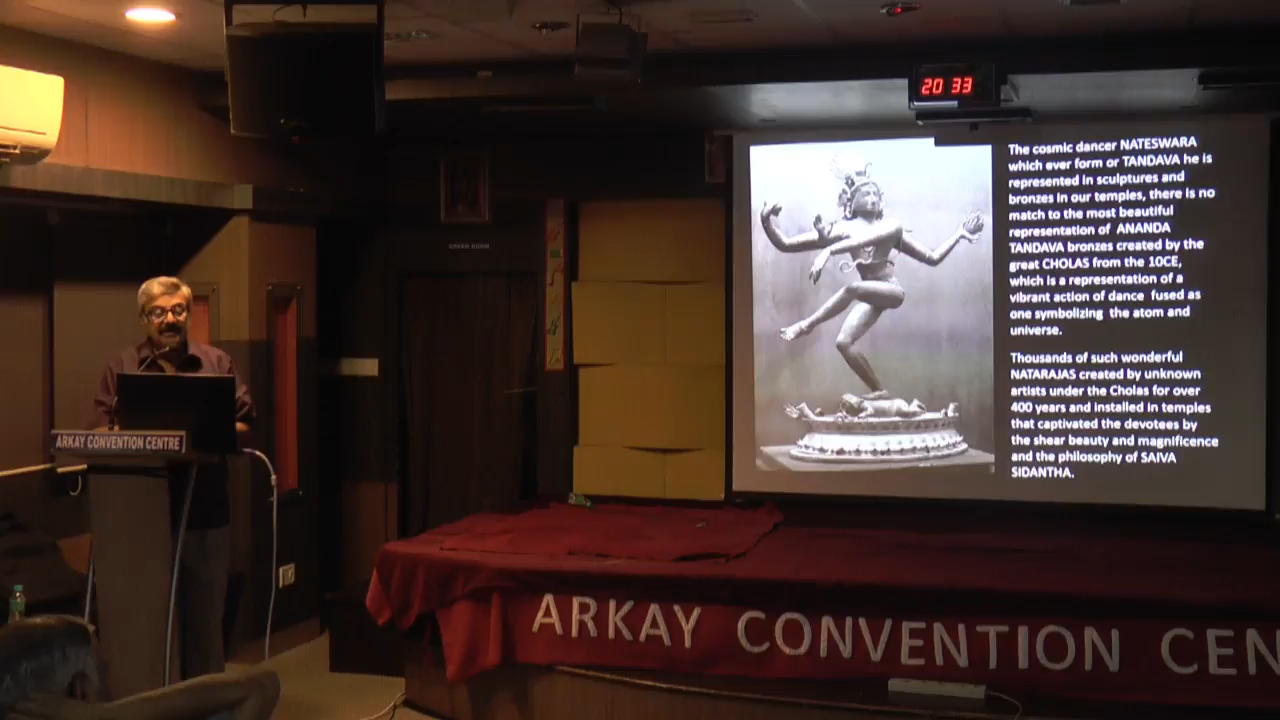 20 33
The cosmic dancer NATESWARA
which ever form or TANDAVA he is
represented in sculptures and
bronzes in our temples, there is no
match to the most beautiful
representation of ANANDA
TANDAVA bronzes created by the
great CHOLAS from the 10CE,
which is a representation of a
vibrant action of dance fused as
one symbolizing the atom and
universe.
Thousands of such wonderful
NATARAJAS created by unknown
artists under the Cholas for over
400 years and installed in temples
that captivated the devotees by
the shear beauty and magnificence
and the philosophy of SAIVA
SIDANTHA.
GREEN ROOM
ARKAY CONVENTION CENTRE
ARKAY CONVENTION CEN